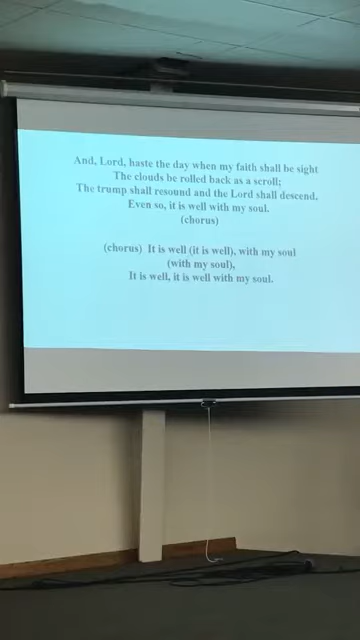 And, Lord, haste the day when my faith shall be sight
The clouds be rolled back as a scroll;
The trump shall resound and the Lord shall descend,
Even so, it is well with my soul.
(chorus)
(chorus) It is well (it is well), with my soul
(with my soul),
It is well, it is well with my soul.